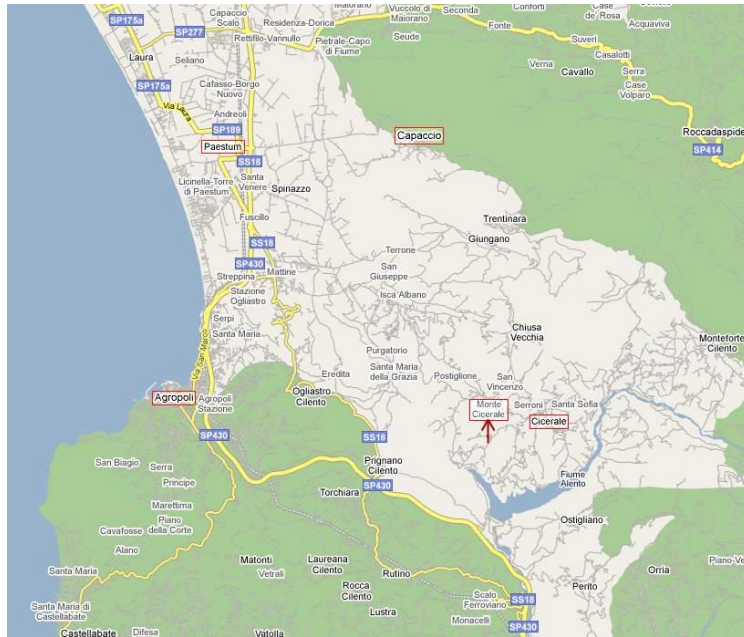 SP175a
Capaccio
Scalo
Residenza-Dorica
Vuccolo di
Maiorano
Seconda
Conforti
Case
de' Rosa
Acquaviva
SP277
Rettifilo-Vannullo
Pietrale-Capo
di Fiume
Seude
Fonte
Suveri
Casalotti
Laura
Seliano
Verna
Cavallo
Serra
Case
Volparo
SP175a
Cafasso-Borgo
Nuovo
Via Laura
Andreoli
SP189
Capaccio
Roccadaspide
Paestum
SS18
SP414
Licinella-Torre
di Paestum
Santa
Venere
Spinazzo
Fuscillo
Trentinara
Giungano
SS18
Terrone
SP430
San
Giuseppe
Streppina
Mattine
Stazione
Ogliastro
Isca Albano
Serpi
Santa Maria
Chiusa
Vecchia
Via San Marco
Monteforte
Cilento
Purgatorio
Eredita
Santa Maria
della Grazia
Postiglione
San
Vincenzo
Agropoli
Agropoli
Stazione
Ogliastro
Cilento
Monte
Cicerale
Serroni
Santa Sofia
Cicerale
SP430
SS18
San Biagio
Serra
Prignano
Cilento
Principe
SP430
Fiume
Alento
Torchiara
Marettima
Piano
della Corte
Cavafosse
Ostigliano
Alano
Matonti
Laureana
Cilento
Santa Maria
Vetrali
Rutino
Perito
Orria
Piano-Ve
Rocca
Cilento
Scalo
Ferroviario
SS18
Santa Maria di
Castellabate
Lustra
Monacelli
SP430
Castellabate
Difesa
Vatolla